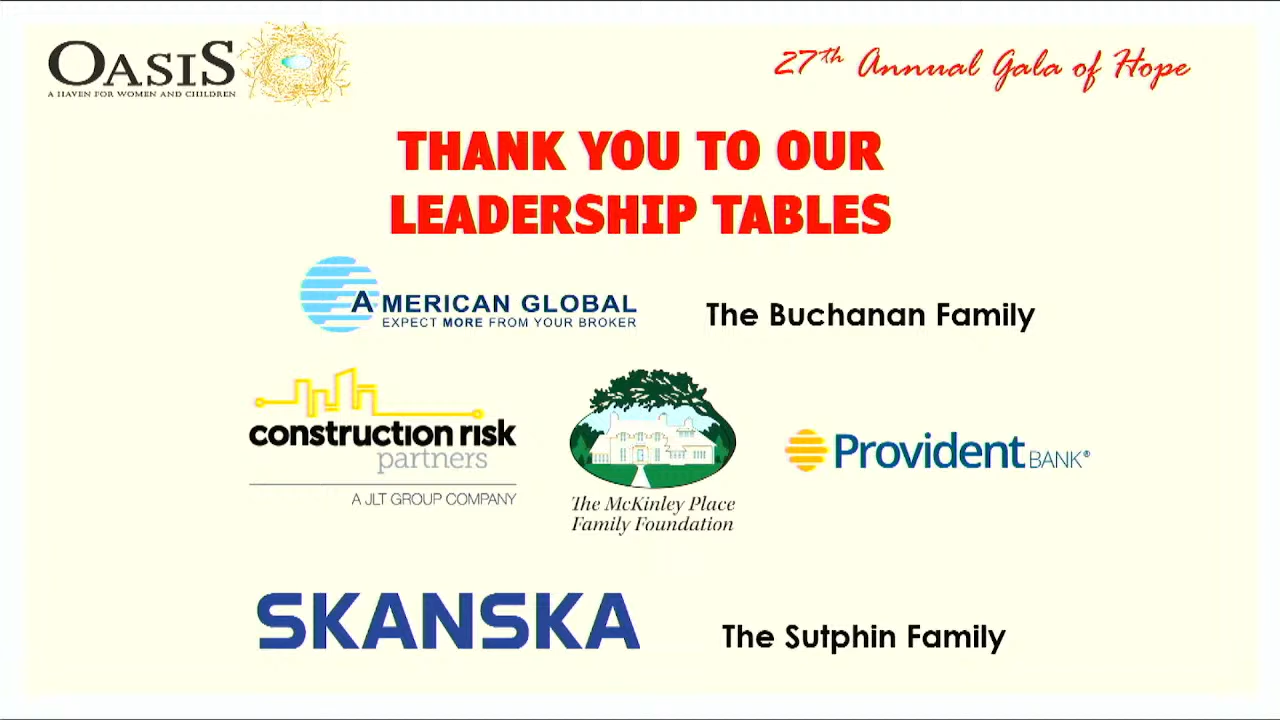 OASIS
A HAVEN FOR WOMEN AND CHILDREN
27th Annual Gala of Hope
THANK YOU TO OUR
LEADERSHIP TABLES
AMERICAN GLOBAL
EXPECT MORE FROM YOUR BROKER
The Buchanan Family
construction risk
partners
A JLT GROUP COMPANY
The McKinley Place
Family Foundation
Provident BANK®
SKANSKA
The Sutphin Family